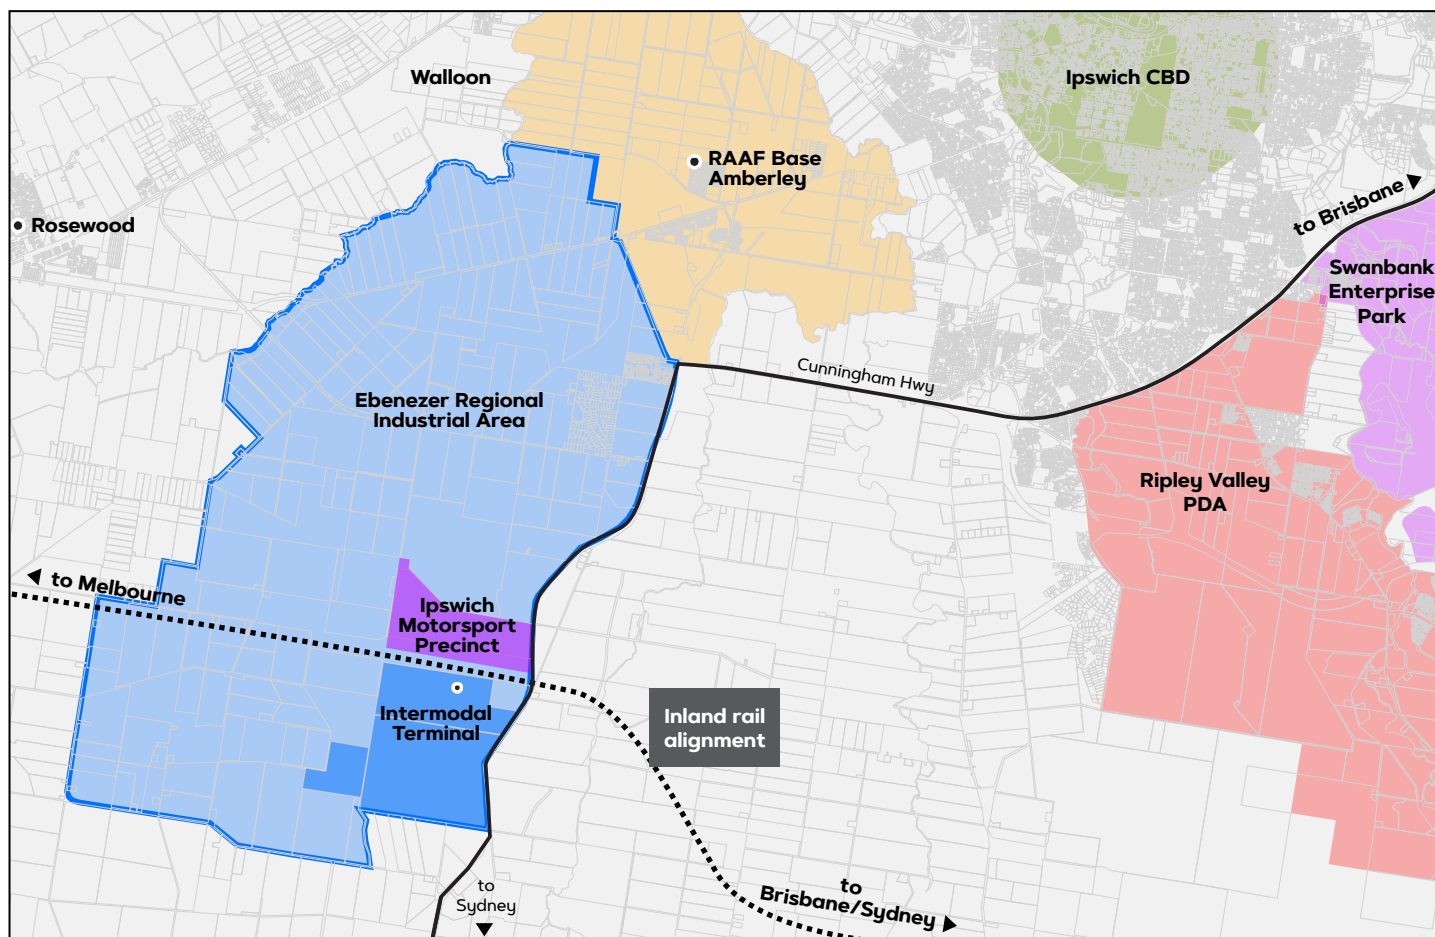 Walloon
Ipswich CBD
RAAF Base
Amberley
to Brisbane
Rosewood
Swanbank
Enterprise
Park
Cunningham Hwy
Ebenezer Regional
Industrial Area
Ripley Valley
PDA
to Melbourne
Ipswich
Motorsport
Precinct
Intermodal
Terminal
Inland rail
alignment
to
Sydney
to
Brisbane/Sydney